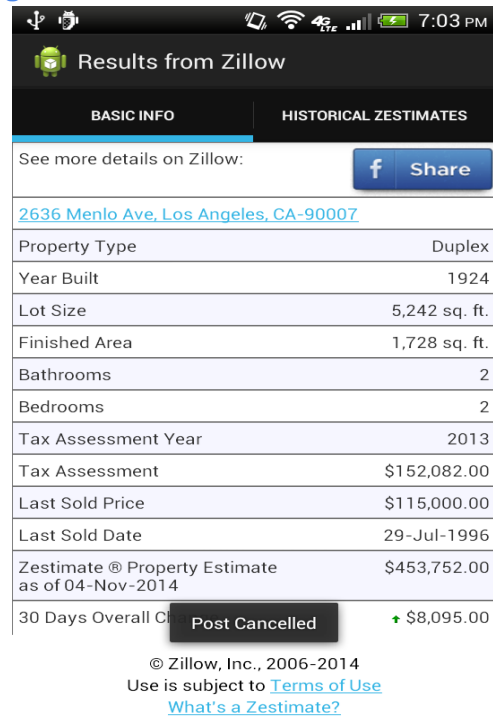 4G LTE 7:03 PM
Results from Zillow
BASIC INFO HISTORICAL ZESTIMATES
See more details on Zillow: f Share
2636 Menlo Ave, Los Angeles, CA-90007
Property Type Duplex
Year Built 1924
Lot Size 5,242 sq. ft.
Finished Area 1,728 sq. ft.
Bathrooms 2
Bedrooms 2
Tax Assessment Year 2013
Tax Assessment $152,082.00
Last Sold Price $115,000.00
Last Sold Date 29-Jul-1996
Zestimate ® Property Estimate $453,752.00
as of 04-Nov-2014
30 Days Overall $8,095.00
Post Cancelled
© Zillow, Inc., 2006-2014
Use is subject to Terms of Use
What's a Zestimate?